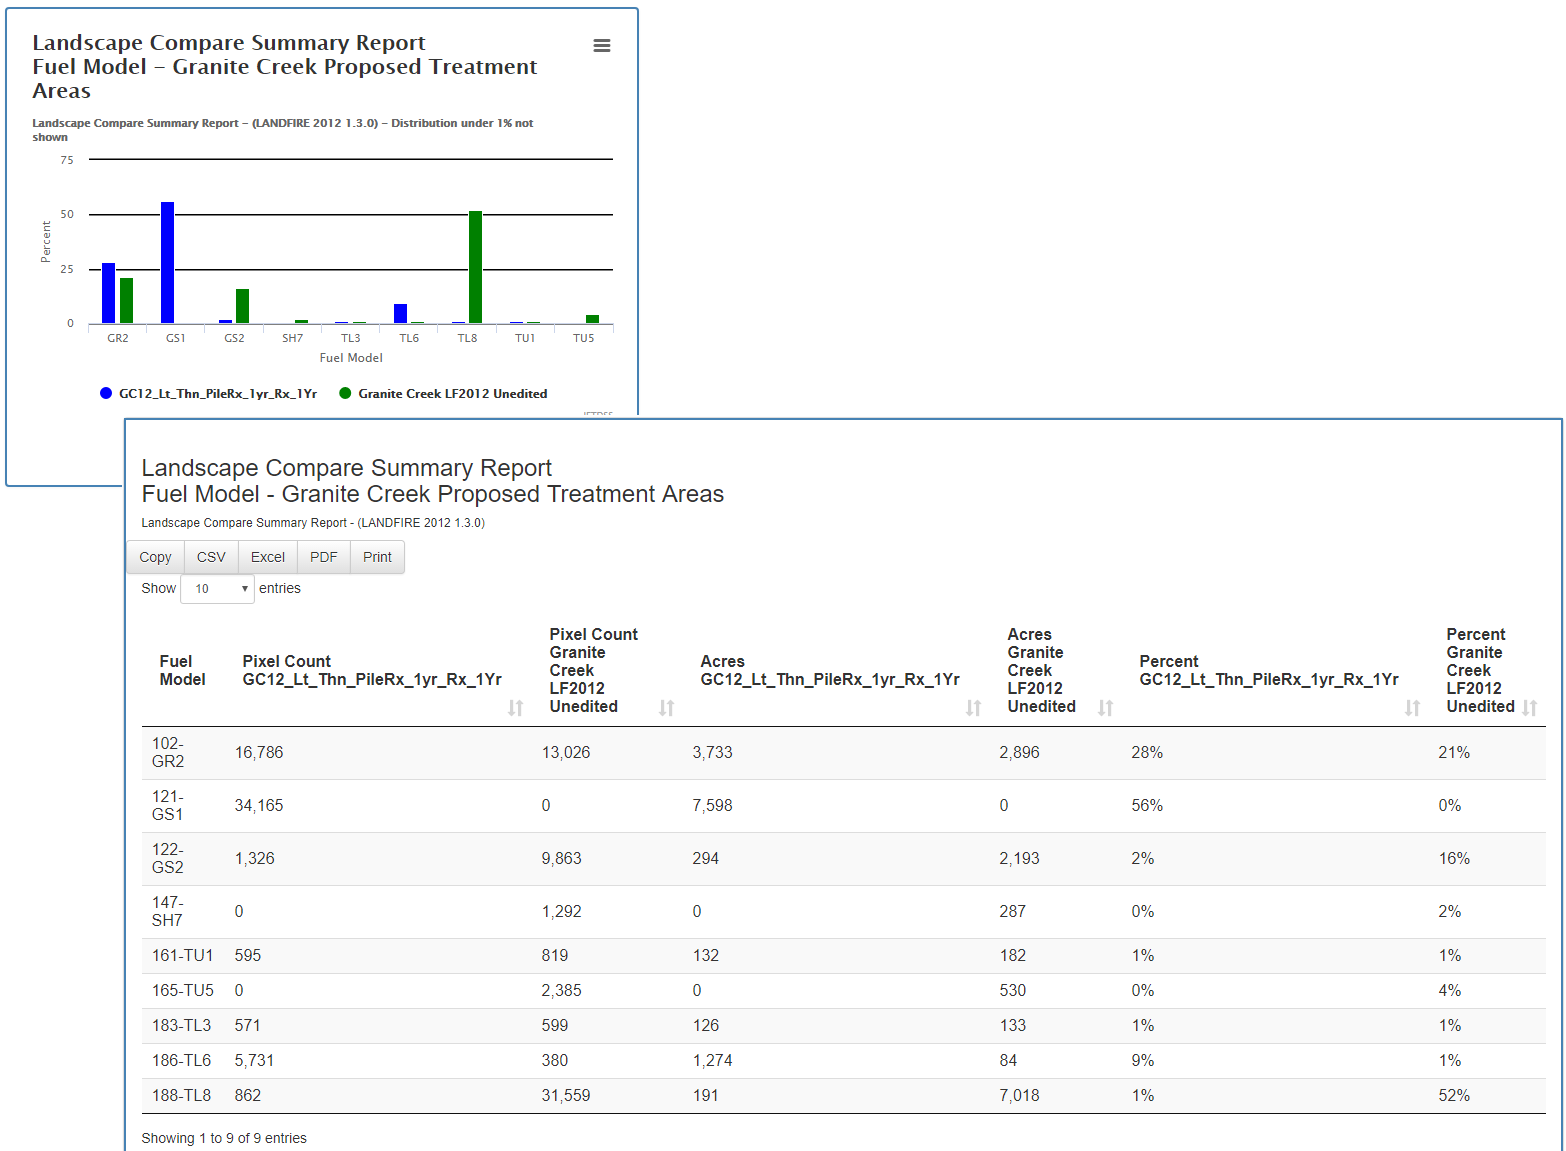 Landscape Compare Summary Report
Fuel Model – Granite Creek Proposed Treatment
Areas
Landscape Compare Summary Report – (LANDFIRE 2012 1.3.0) – Distribution under 1% not
shown
75
50
25
0
Percent
GR2 GS1 GS2 SH7 TL3 TL6 TL8 TU1 TU5
Fuel Model
GC12_Lt_Thn_PileRx_1yr_Rx_1Yr Granite Creek LF2012 Unedited
Landscape Compare Summary Report
Fuel Model - Granite Creek Proposed Treatment Areas
Landscape Compare Summary Report - (LANDFIRE 2012 1.3.0)
Copy CSV Excel PDF Print
Show 10 entries
Fuel
Model
Pixel Count
GC12_Lt_Thn_PileRx_1yr_Rx_1Yr
Pixel Count
Granite
Creek
LF2012
Unedited
Acres
GC12_Lt_Thn_PileRx_1yr_Rx_1Yr
Acres
Granite
Creek
LF2012
Unedited
Percent
GC12_Lt_Thn_PileRx_1yr_Rx_1Yr
Percent
Granite
Creek
LF2012
Unedited
102-
GR2
16,786 13,026 3,733 2,896 28% 21%
121-
GS1
34,165 0 7,598 0 56% 0%
122-
GS2
1,326 9,863 294 2,193 2% 16%
147-
SH7
0 1,292 0 287 0% 2%
161-TU1 595 819 132 182 1% 1%
165-TU5 0 2,385 0 530 0% 4%
183-TL3 571 599 126 133 1% 1%
186-TL6 5,731 380 1,274 84 9% 1%
188-TL8 862 31,559 191 7,018 1% 52%
Showing 1 to 9 of 9 entries